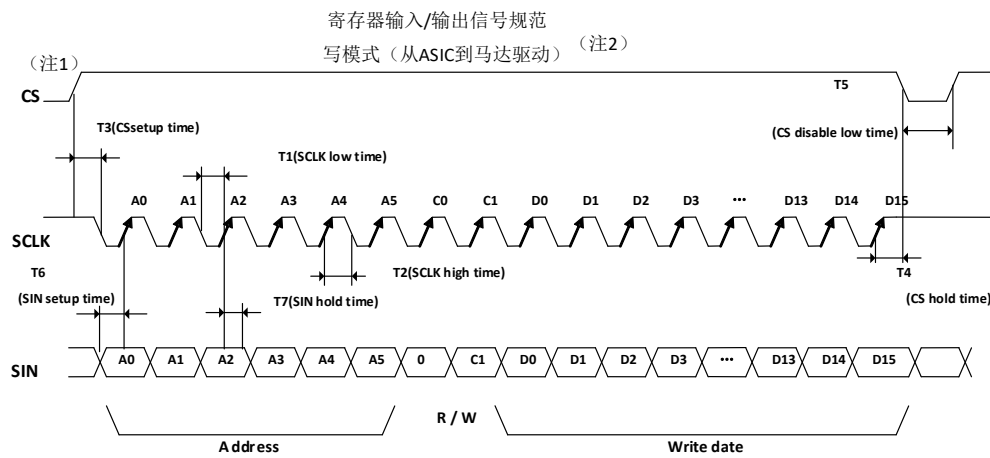 寄存器输入/输出信号规范
写模式（从ASIC到马达驱动）（注2）
（注1）
CS
T5
T3(CSsetup time)
(CS disable low time)
T1(SCLK low time)
A0 A1 A2 A3 A4 A5 C0 C1 D0 D1 D2 D3 ... D13 D14 D15
SCLK
T6
T2(SCLK high time)
T4
(SIN setup time)
T7(SIN hold time)
(CS hold time)
SIN
A0 A1 A2 A3 A4 A5 0 C1 D0 D1 D2 D3 ... D13 D14 D15
R / W
Address
Write date